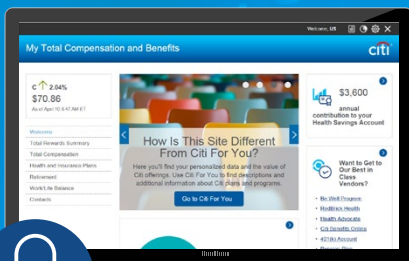 Welcome, US
My Total Compensation and Benefits
citi
C 2.04%
$70.86
As of April 10 8:47 AM ET
Welcome
Total Rewards Summary
Total Compensation
Health and Insurance Plans
Retirement
Work/Life Balance
Contacts
How Is This Site Different
From Citi For You?
Here you'll find your personalized data and the value of
Citi offerings. Use Citi For You to find descriptions and
additional information about Citi plans and programs.
Go to Citi For You
$3,600
annual
contribution to your
Health Savings Account
Want to Get to
Our Best in
Class
Vendors?
Be Well Program
RedBrick Health
Health Advocate
Citi Benefits Online
401(k) Account
Pension Plan